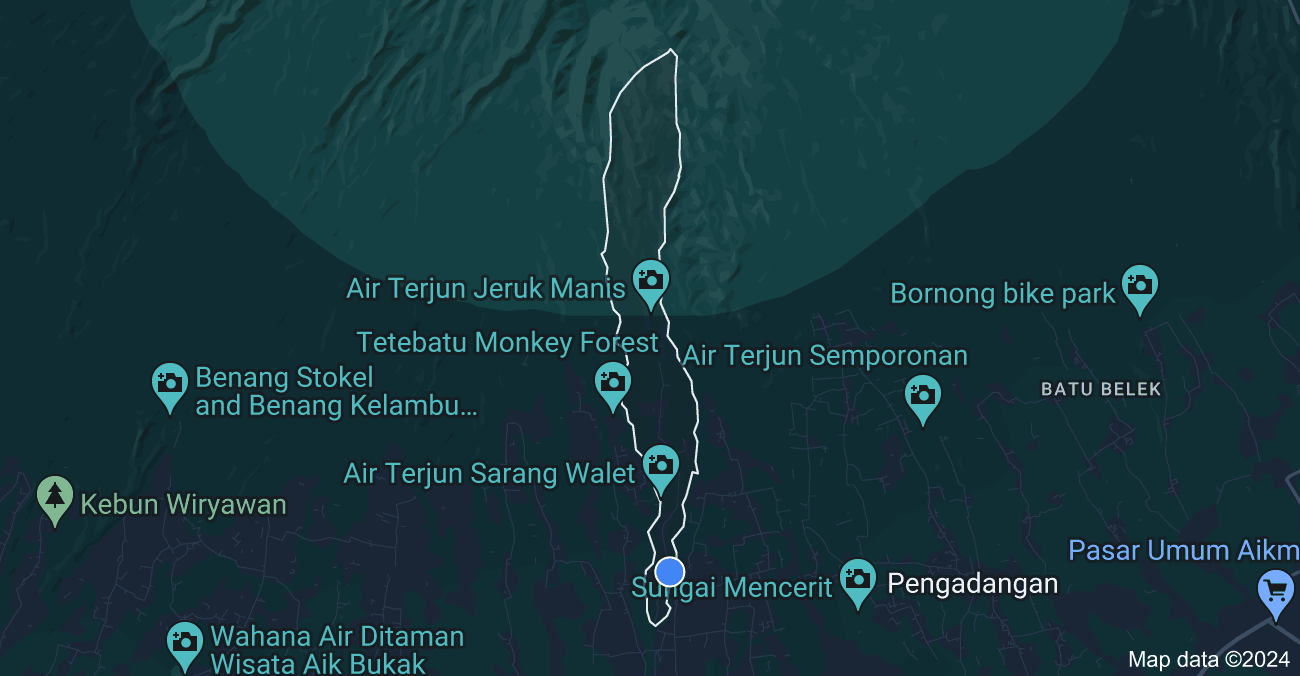 Air Terjun Jeruk Manis
Bornong bike park
Tetebatu Monkey Forest
Air Terjun Semporonan
Benang Stokel
and Benang Kelambu...
BATU BELEK
Air Terjun Sarang Walet
Kebun Wiryawan
Pasar Umum Aikm
Sungai Mencerit
Pengadangan
Wahana Air Ditaman
Wisata Aik Bukak
Map data ©2024